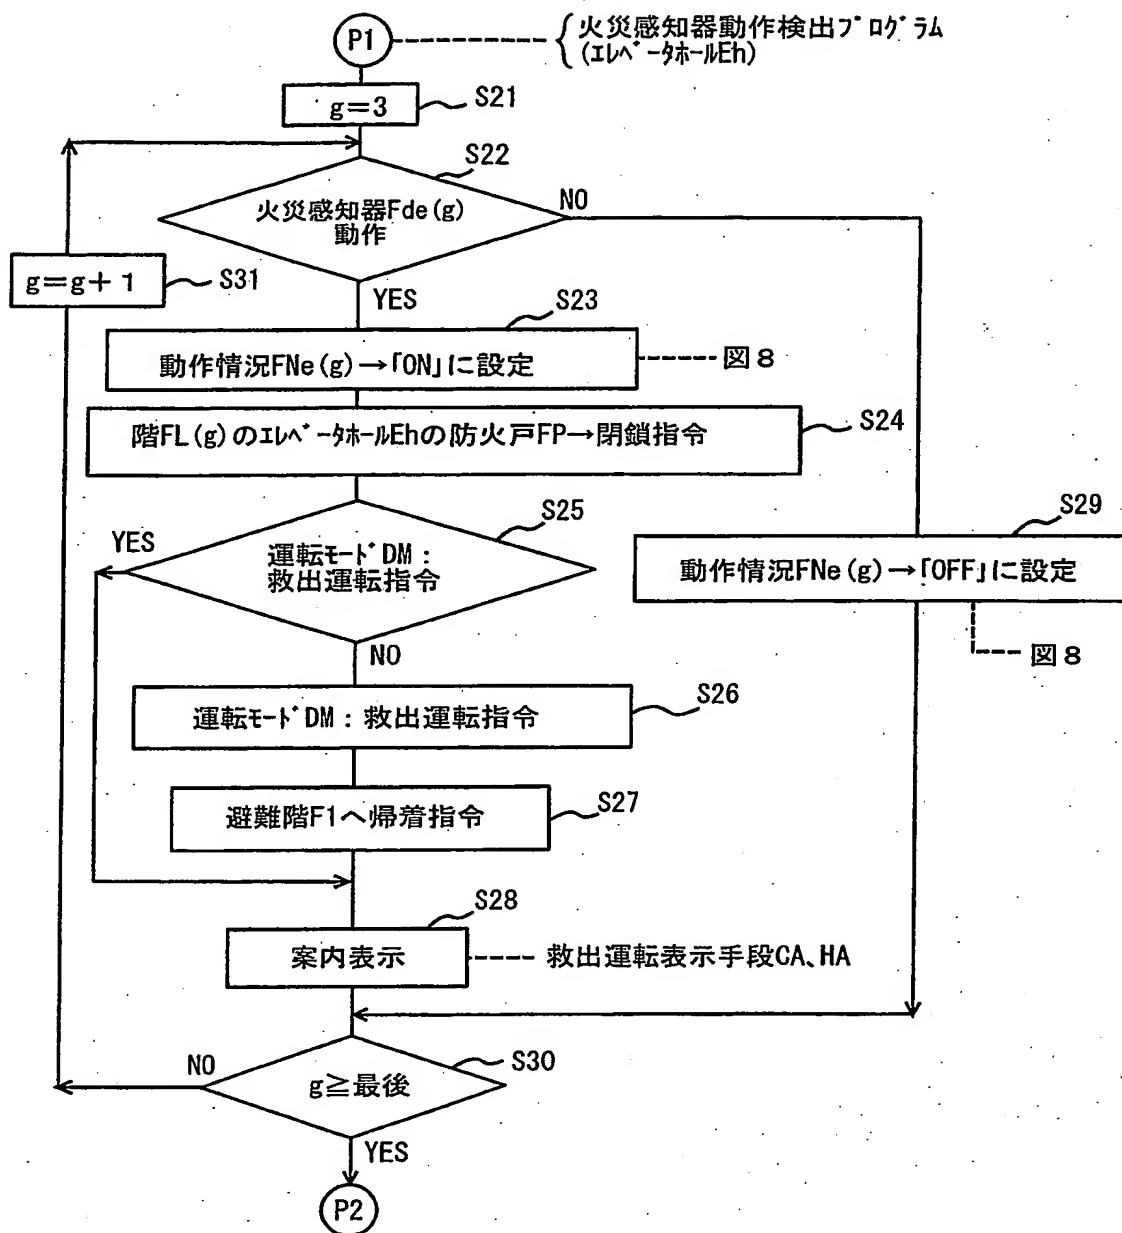 P1
火災感知器動作検出プログラム
(エレベータホールEh)
g=3
S21
S22
火災感知器Fde(g)
動作
NO
g=g+1
S31
YES
S23
動作情況FNe(g)→「ON」に設定
図8
階FL(g)のエレベータホールEhの防火戸FP→閉鎖指令
S24
S25
YES
運転モードDM:
救出運転指令
S29
動作情況FNe(g)→「OFF」に設定
NO
図8
S26
運転モードDM:救出運転指令
S27
避難階F1へ帰着指令
S28
案内表示
救出運転表示手段CA、HA
NO
S30
g≧最後
YES
P2